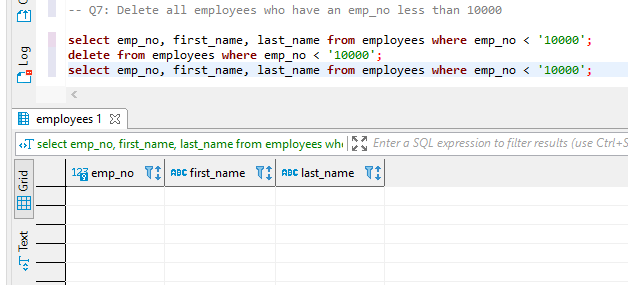 -- Q7: Delete all employees who have an emp_no less than 10000
select emp_no, first_name, last_name from employees where emp_no < '10000';
delete from employees where emp_no < '10000';
select emp_no, first_name, last_name from employees where emp_no < '10000';
Log
employees 1
select emp_no, first_name, last_name from employees whe
Enter a SQL expression to filter results (use Ctrl+S
Grid
123 emp_no
ABC first_name
ABC last_name
Text